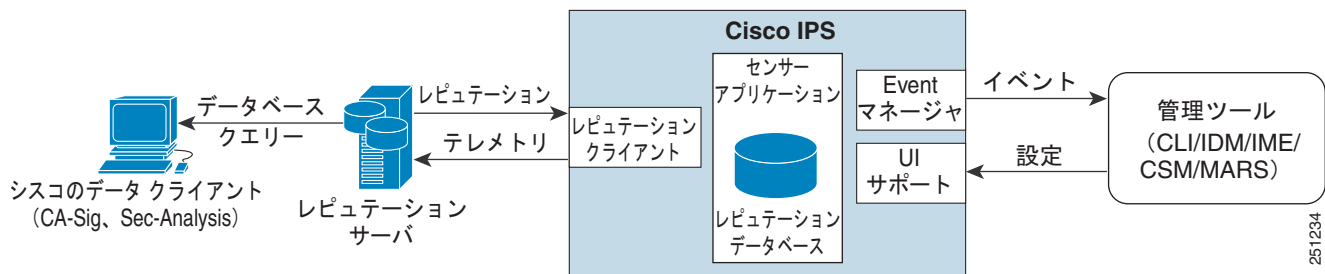 Cisco IPS
データベース
クエリー
シスコのデータ クライアント
（CA-Sig、Sec-Analysis）
レピュテーション
テレメトリ
レピュテーション
サーバ
レピュテーション
クライアント
センサー
アプリケーション
レピュテーション
データベース
Event
マネージャ
UI
サポート
イベント
設定
管理ツール
（CLI/IDM/IME/
CSM/MARS）
251234